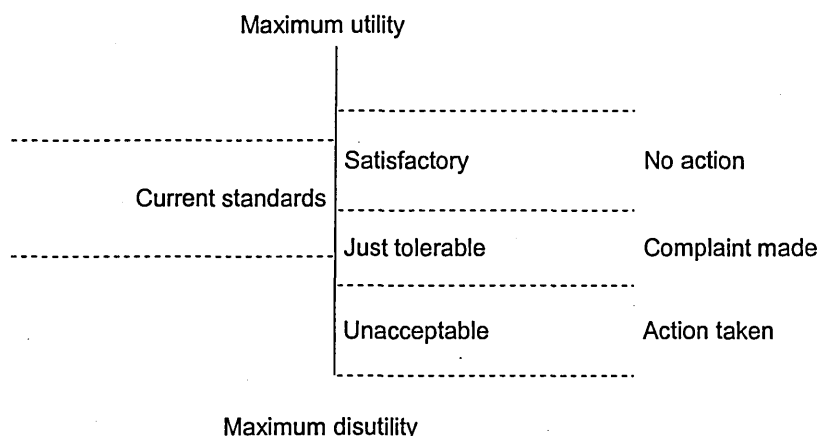 Maximum utility
Satisfactory No action
Current standards
Just tolerable Complaint made
Unacceptable Action taken
Maximum disutility